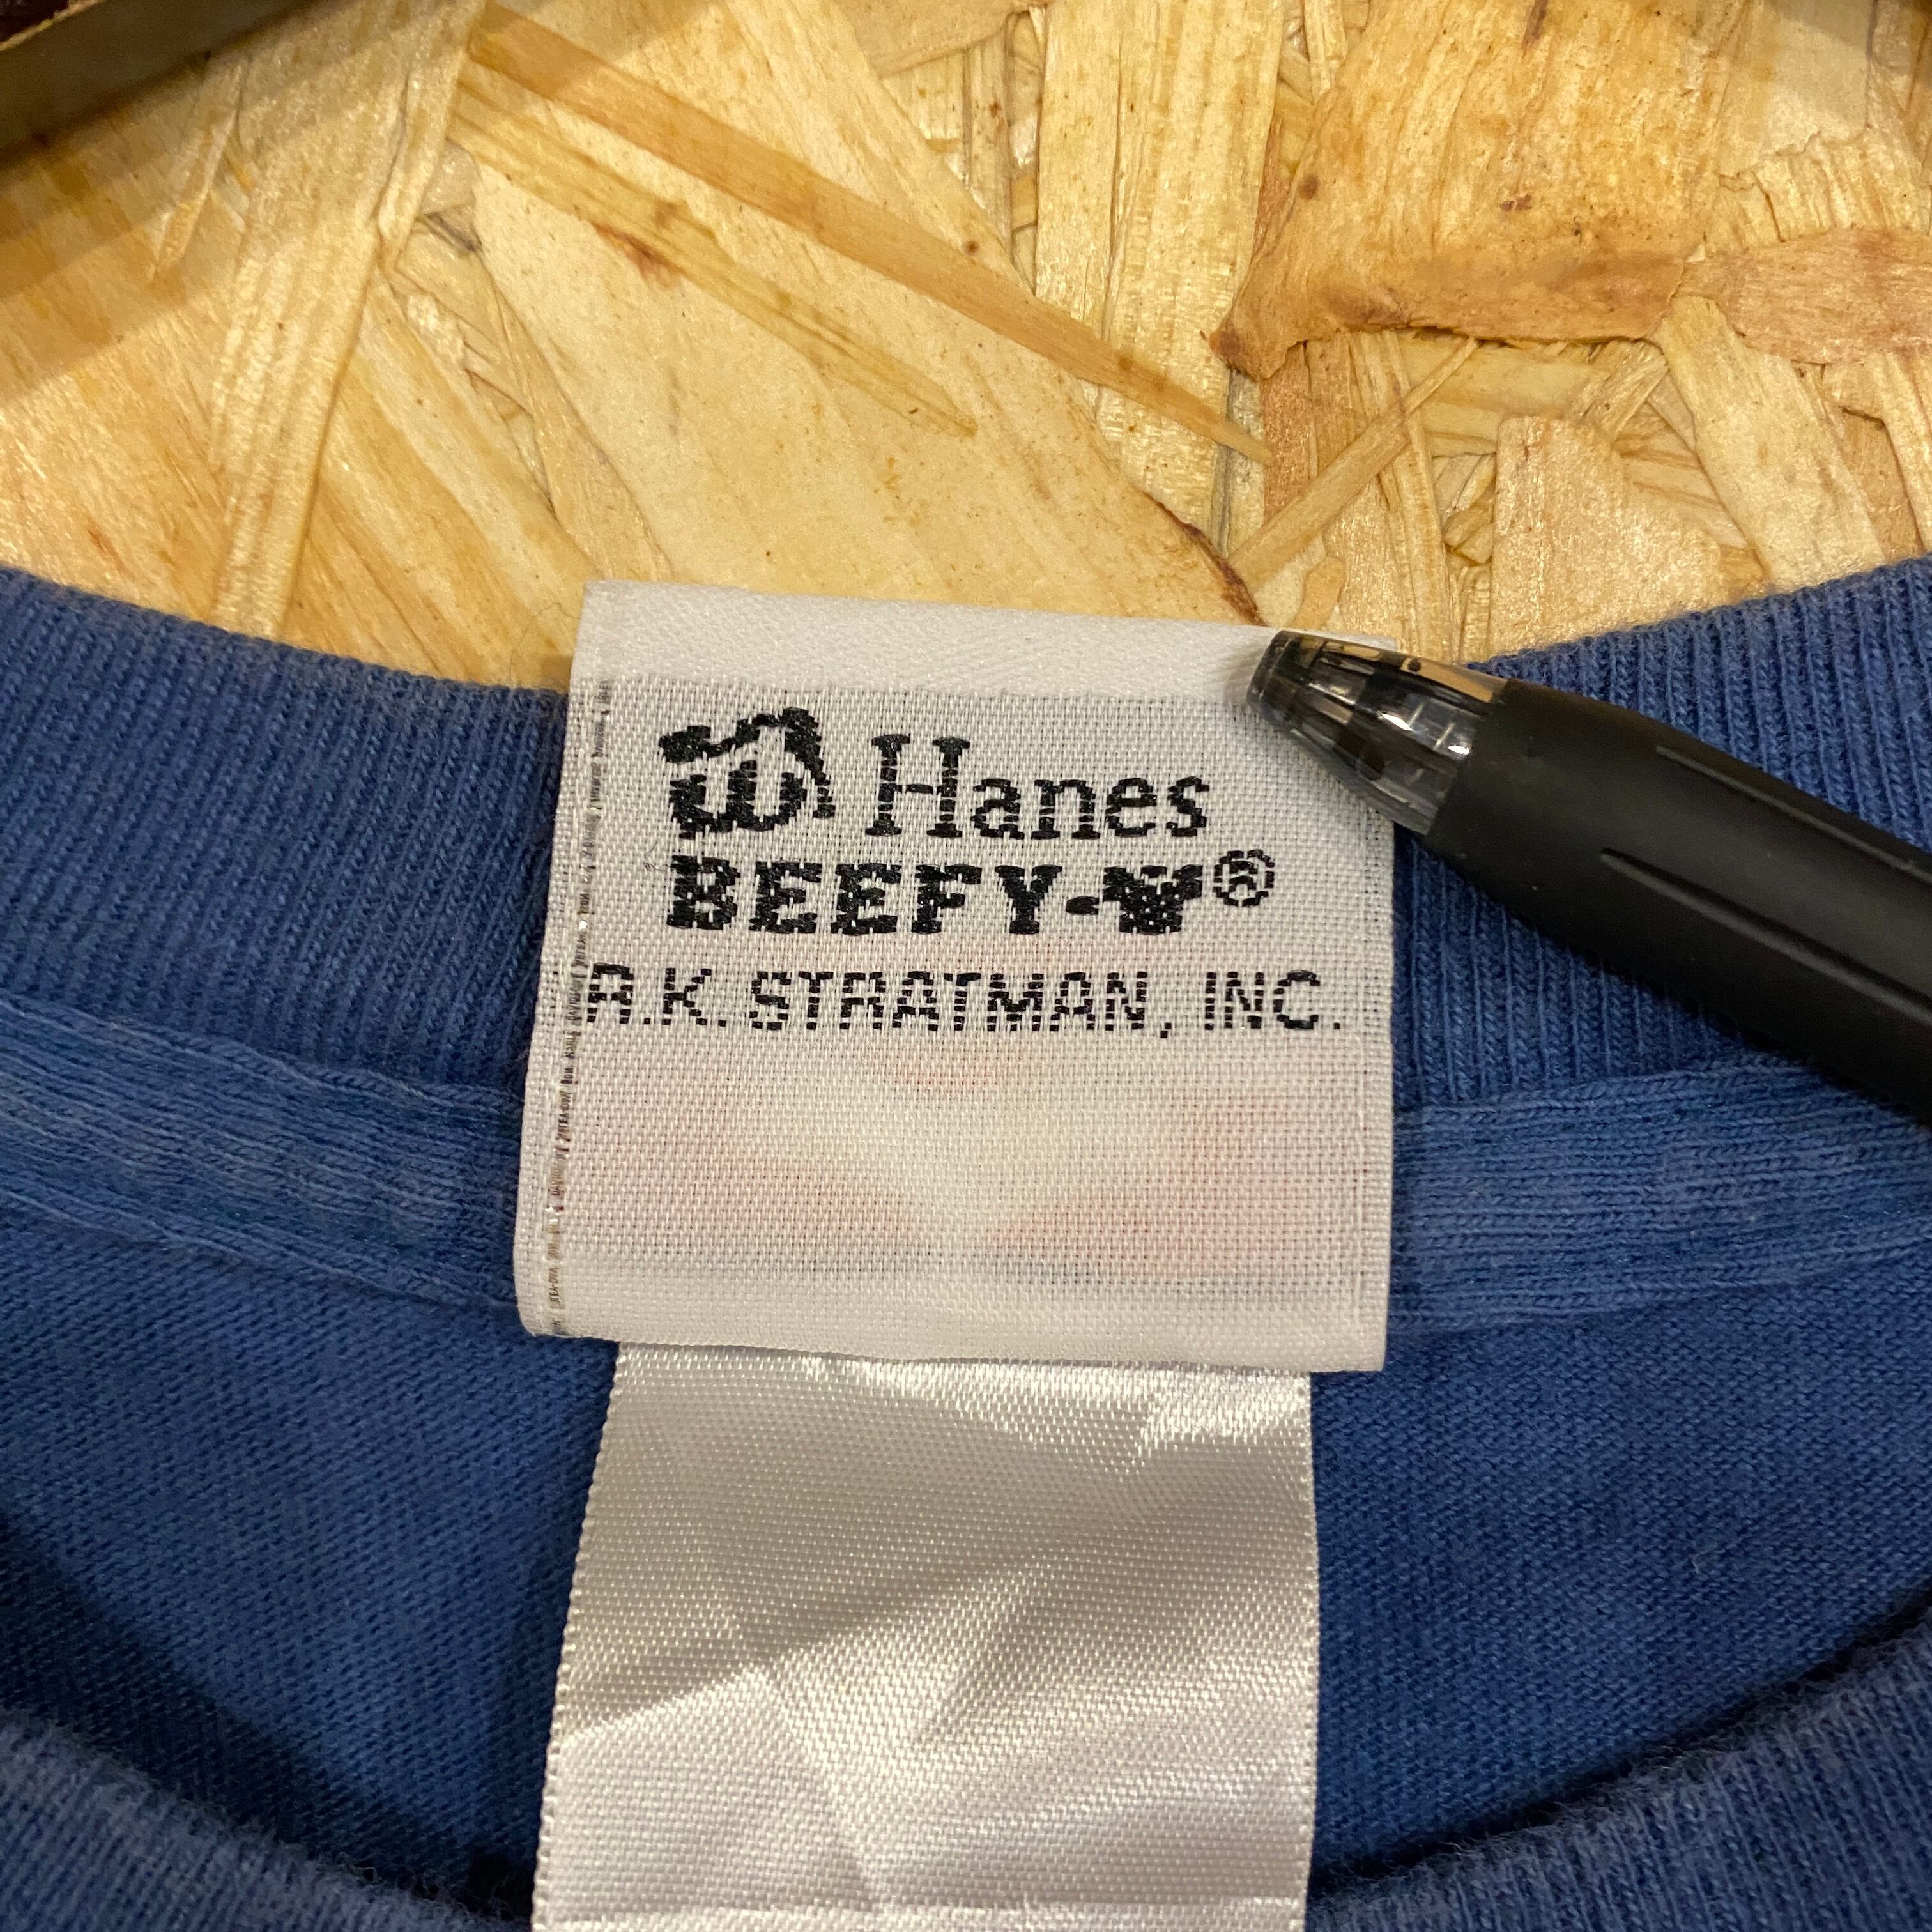 Hanes
BEEFY-T®
R.K. STRATMAN, INC.